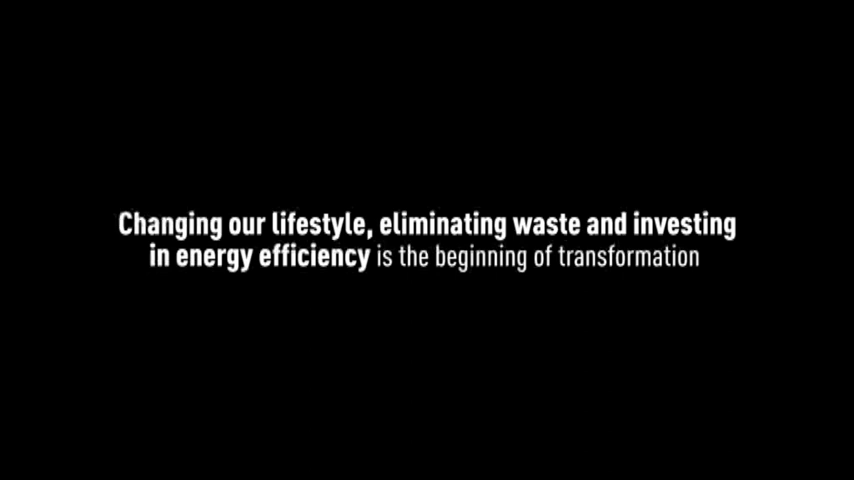 Changing our lifestyle, eliminating waste and investing
in energy efficiency is the beginning of transformation